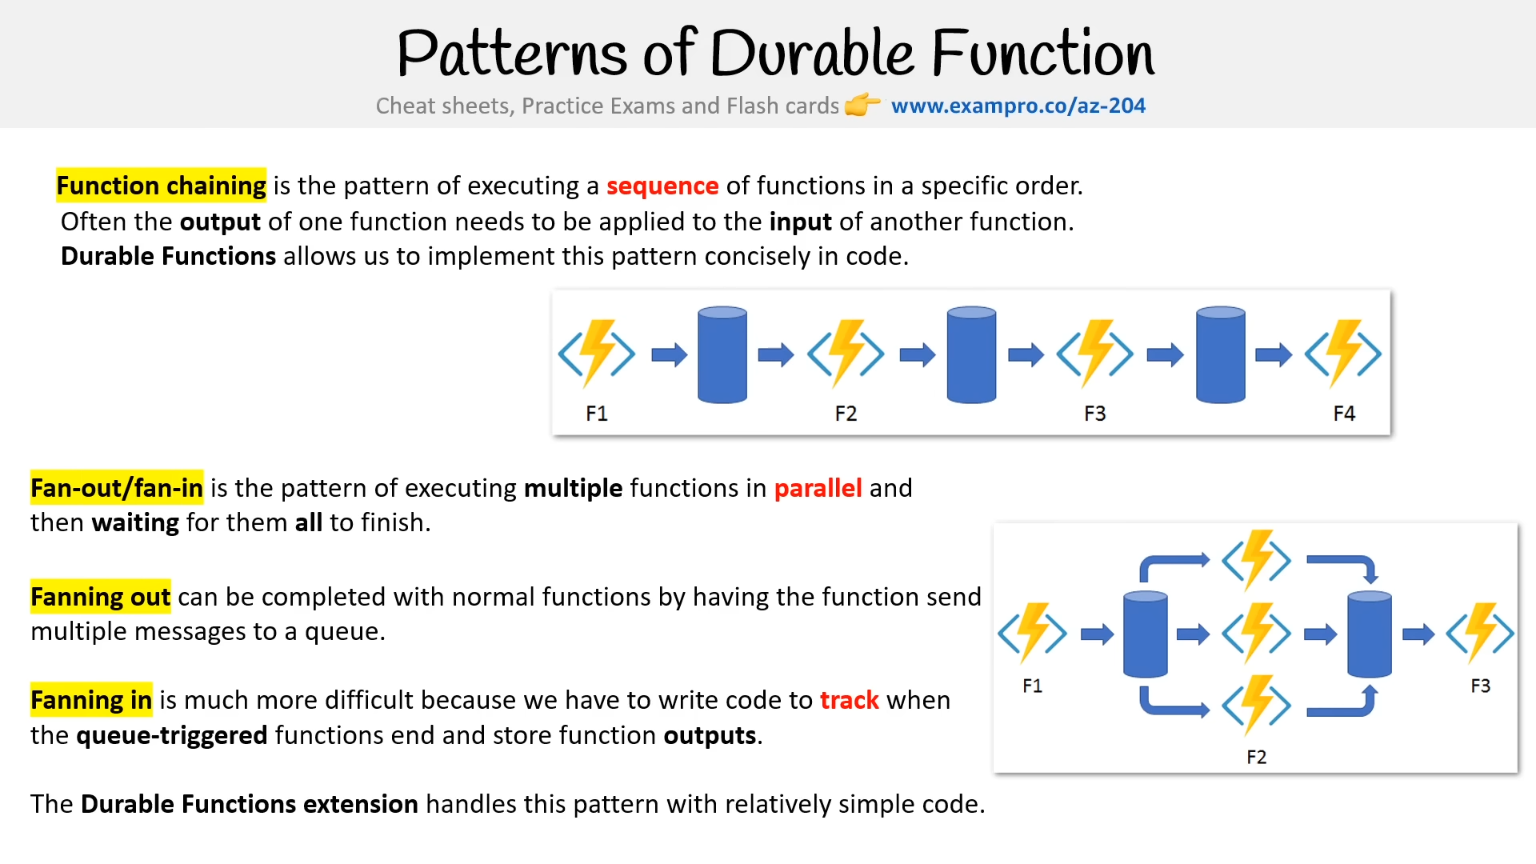 Patterns of Durable Function
Cheat sheets, Practice Exams and Flash cards 👉 www.exampro.co/az-204
Function chaining is the pattern of executing a sequence of functions in a specific order.
Often the output of one function needs to be applied to the input of another function.
Durable Functions allows us to implement this pattern concisely in code.
F1 F2 F3 F4
Fan-out/fan-in is the pattern of executing multiple functions in parallel and
then waiting for them all to finish.
Fanning out can be completed with normal functions by having the function send
multiple messages to a queue.
Fanning in is much more difficult because we have to write code to track when
the queue-triggered functions end and store function outputs.
The Durable Functions extension handles this pattern with relatively simple code.
F1 F3
F2